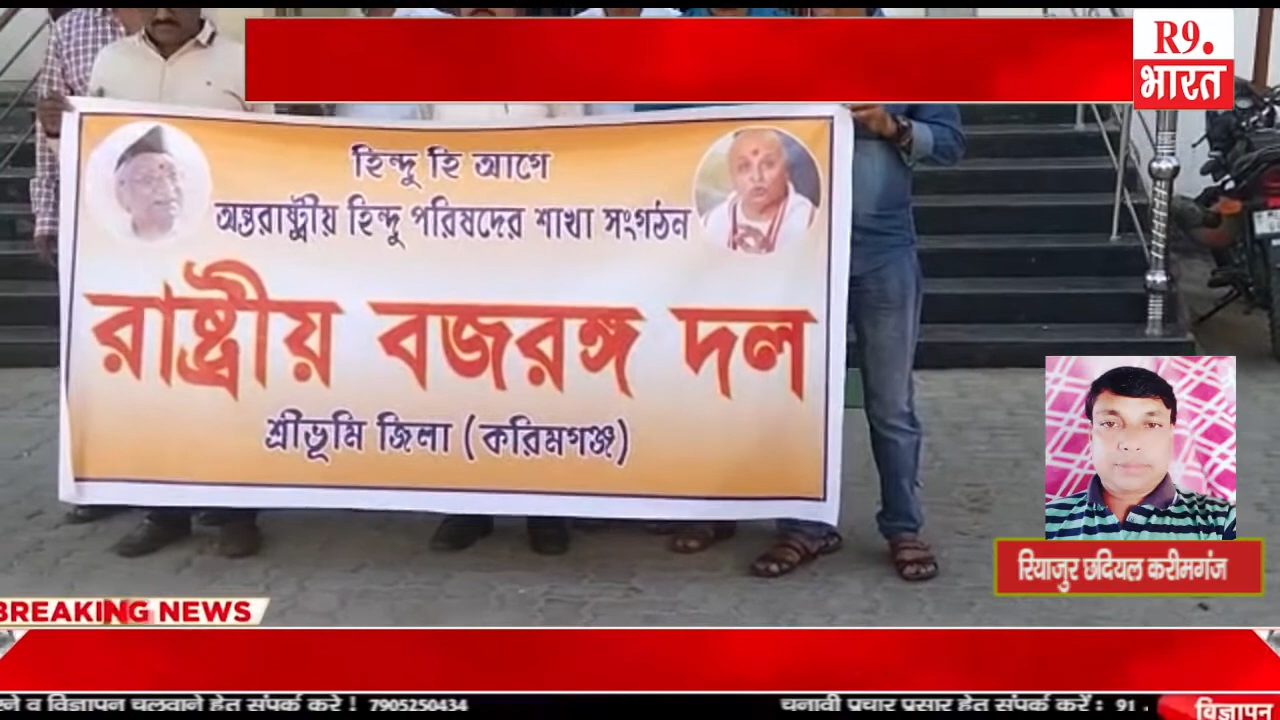 R9.
भारत
হিন্দু হি আগে
অন্তরাষ্ট্রীয় হিন্দু পরিষদের শাখা সংগঠন
রাষ্ট্রীয় বজরঙ্গ দল
শ্রীভূমি জিলা (করিমগঞ্জ)
रियाजुर छदियल करीमगंज
BREAKING NEWS
व विज्ञापन चलवाने हेतु संपर्क करे ! 7905250434
चुनावी प्रचार प्रसार हेतु संपर्क करें : 91
विज्ञापन